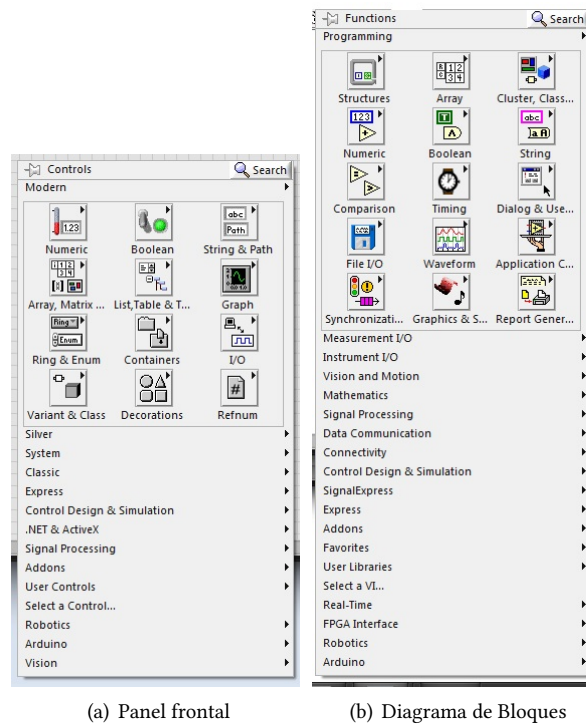 Controls Search
Modern
Numeric Boolean String & Path
Array, Matrix ... List, Table & T... Graph
Ring & Enum Containers I/O
Variant & Class Decorations Refnum
Silver
System
Classic
Express
Control Design & Simulation
.NET & ActiveX
Signal Processing
Addons
User Controls
Select a Control...
Robotics
Arduino
Vision
(a) Panel frontal
Functions Search
Programming
Structures Array Cluster, Class...
Numeric Boolean String
Comparison Timing Dialog & Use...
File I/O Waveform Application C...
Synchronizati... Graphics & S... Report Gener...
Measurement I/O
Instrument I/O
Vision and Motion
Mathematics
Signal Processing
Data Communication
Connectivity
Control Design & Simulation
SignalExpress
Express
Addons
Favorites
User Libraries
Select a VI...
Real-Time
FPGA Interface
Robotics
Arduino
(b) Diagrama de Bloques